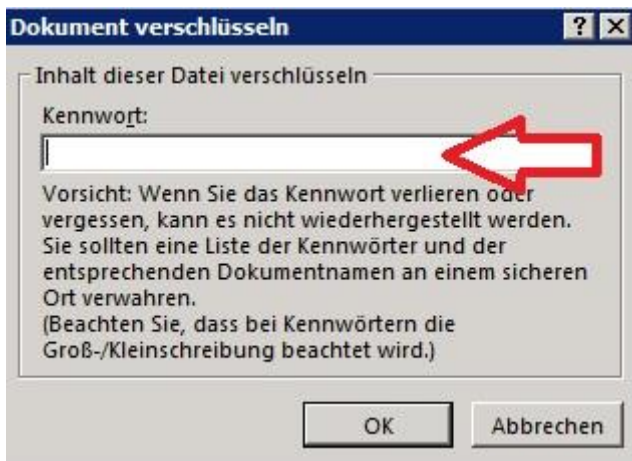 Dokument verschlüsseln
Inhalt dieser Datei verschlüsseln
Kennwort:
Vorsicht: Wenn Sie das Kennwort verlieren oder
vergessen, kann es nicht wiederhergestellt werden.
Sie sollten eine Liste der Kennwörter und der
entsprechenden Dokumentnamen an einem sicheren
Ort verwahren.
(Beachten Sie, dass bei Kennwörtern die
Groß-/Kleinschreibung beachtet wird.)
OK Abbrechen